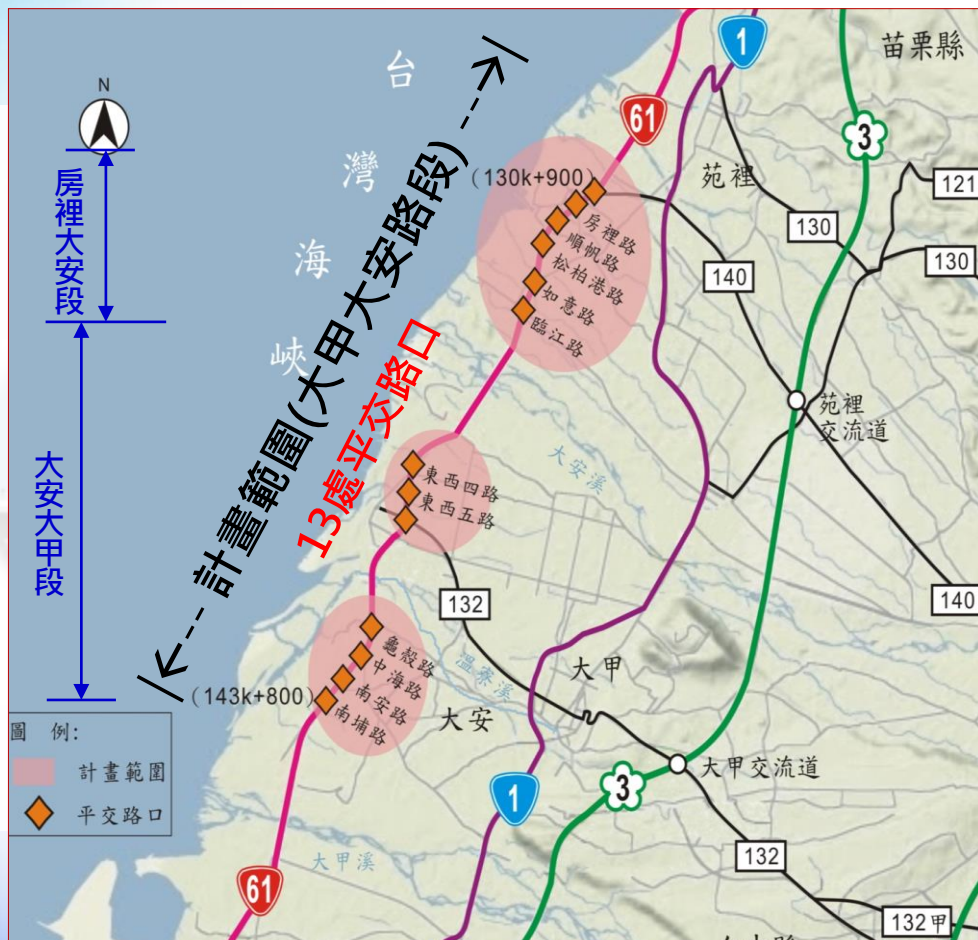 台
灣
海
峽
N
房裡大安段
大安大甲段
計畫範圍(大甲大安路段)
13處平交路口
1
苗栗縣
61
3
(130k+900)
苑裡
121
房裡路
順帆路
松柏港路
如意路
臨江路
130
130
140
苑裡
交流道
大安溪
東西四路
東西五路
132
140
龜殼路
中海路
南安路
南埔路
溫寮溪
大甲
(143k+800)
大安
圖 例:
計畫範圍
平交路口
大甲交流道
1
3
132
大甲溪
61
132甲